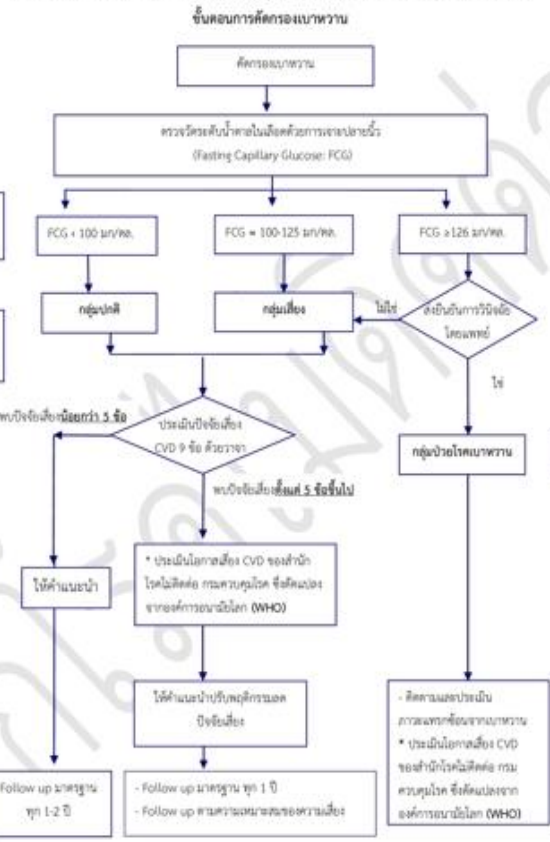 ขั้นตอนการคัดกรองเบาหวาน
คัดกรองเบาหวาน
ตรวจวัดระดับน้ำตาลในเลือดด้วยการเจาะปลายนิ้ว
(Fasting Capillary Glucose: FCG)
FCG < 100 มก/ดล.
FCG = 100-125 มก/ดล.
FCG ≥126 มก/ดล.
กลุ่มปกติ
กลุ่มเสี่ยง
ไม่ใช่
ส่งยืนยันการวินิจฉัย
โดยแพทย์
ใช่
กลุ่มป่วยโรคเบาหวาน
พบปัจจัยเสี่ยงน้อยกว่า 5 ข้อ
ประเมินปัจจัยเสี่ยง
CVD 9 ข้อ ด้วยวาจา
พบปัจจัยเสี่ยงตั้งแต่ 5 ข้อขึ้นไป
ให้คำแนะนำ
* ประเมินโอกาสเสี่ยง CVD ของสำนัก
โรคไม่ติดต่อ กรมควบคุมโรค ซึ่งดัดแปลง
จากองค์การอนามัยโลก (WHO)
ให้คำแนะนำปรับพฤติกรรมลด
ปัจจัยเสี่ยง
- ติดตามและประเมิน
ภาวะแทรกซ้อนจากเบาหวาน
* ประเมินโอกาสเสี่ยง CVD
ของสำนักโรคไม่ติดต่อ กรม
ควบคุมโรค ซึ่งดัดแปลงจาก
องค์การอนามัยโลก (WHO)
Follow up มาตรฐาน
ทุก 1-2 ปี
- Follow up มาตรฐาน ทุก 1 ปี
- Follow up ตามความเหมาะสมของความเสี่ยง